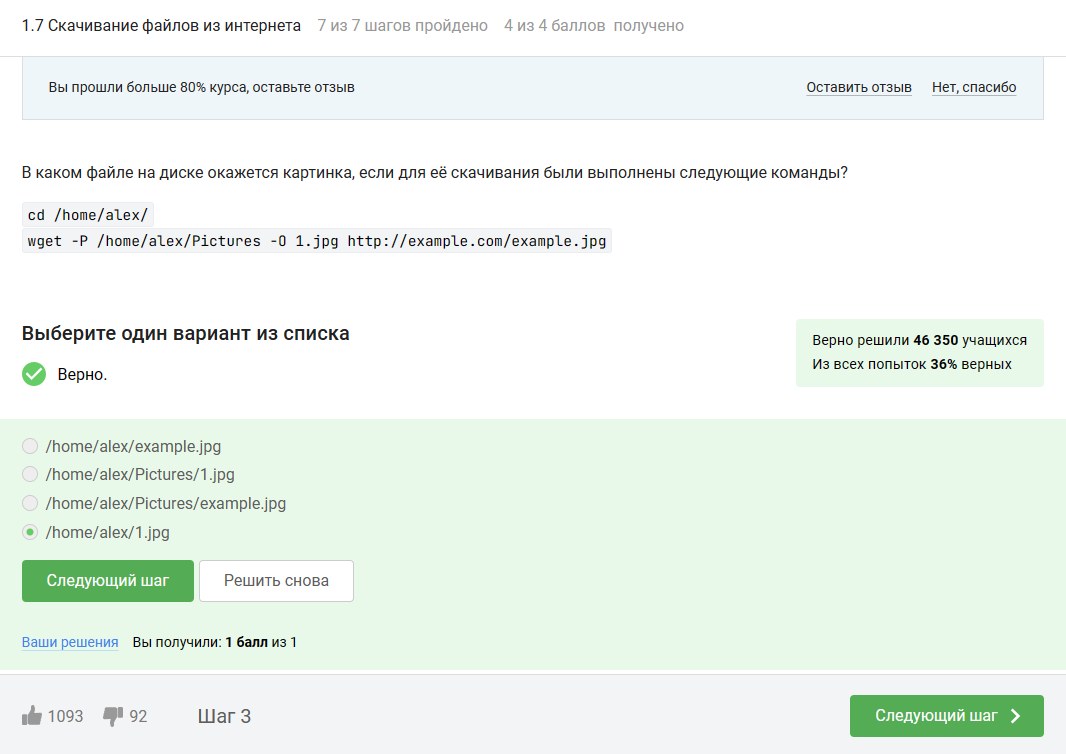 1.7 Скачивание файлов из интернета 7 из 7 шагов пройдено 4 из 4 баллов получено
Вы прошли больше 80% курса, оставьте отзыв Оставить отзыв Нет, спасибо
В каком файле на диске окажется картинка, если для её скачивания были выполнены следующие команды?
cd /home/alex/
wget -P /home/alex/Pictures -O 1.jpg http://example.com/example.jpg
Выберите один вариант из списка
Верно.
Верно решили 46 350 учащихся
Из всех попыток 36% верных
/home/alex/example.jpg
/home/alex/Pictures/1.jpg
/home/alex/Pictures/example.jpg
/home/alex/1.jpg
Следующий шаг Решить снова
Ваши решения Вы получили: 1 балл из 1
1093 92 Шаг 3 Следующий шаг